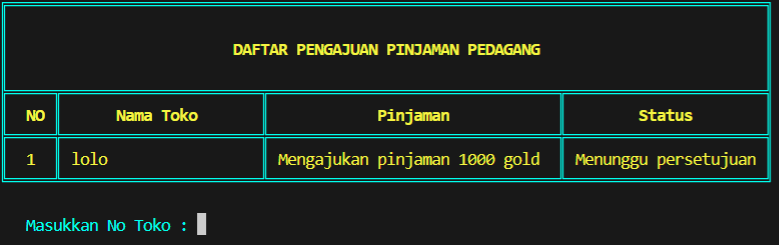 DAFTAR PENGAJUAN PINJAMAN PEDAGANG
NO Nama Toko Pinjaman Status
1 lolo Mengajukan pinjaman 1000 gold Menunggu persetujuan
Masukkan No Toko :